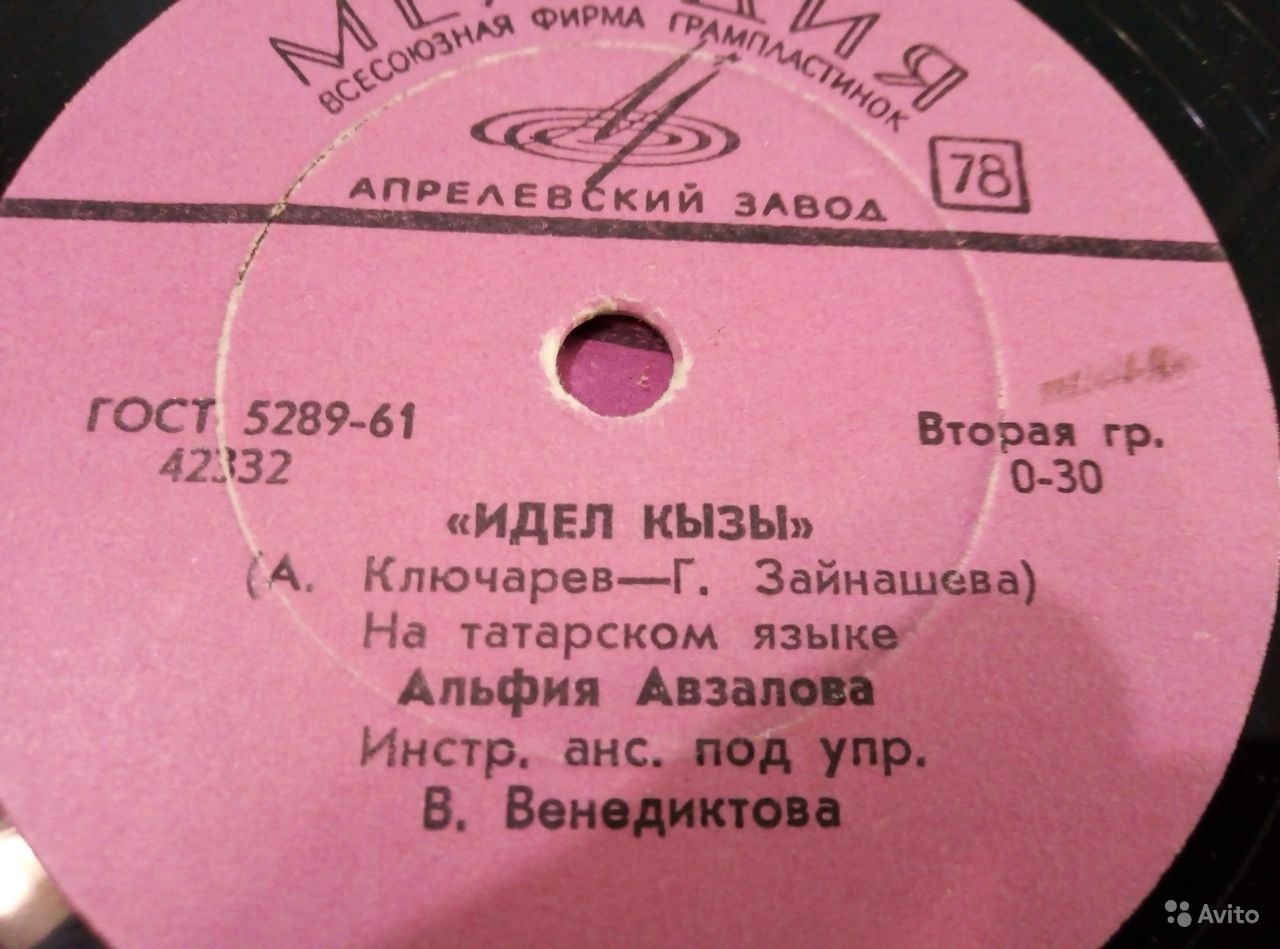 ВСЕСОЮЗНАЯ ФИРМА ГРАМПЛАСТИНОК
АПРЕЛЕВСКИЙ ЗАВОД
78
ГОСТ 5289-61
42332
Вторая гр.
0-30
«ИДЕЛ КЫЗЫ»
(А. Ключарев—Г. Зайнашева)
На татарском языке
Альфия Авзалова
Инстр. анс. под упр.
В. Венедиктова
Avito